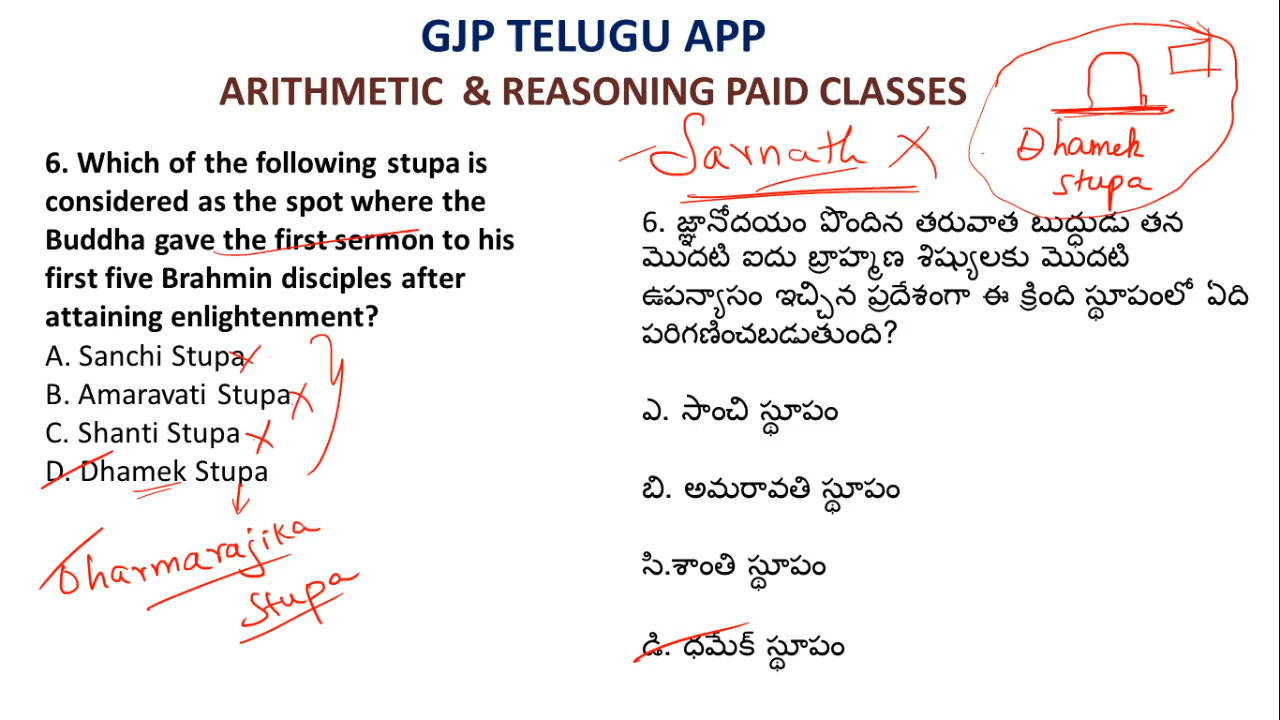 GJP TELUGU APP
ARITHMETIC & REASONING PAID CLASSES
Sarnath
Dhamek
stupa
6. Which of the following stupa is
considered as the spot where the
Buddha gave the first sermon to his
first five Brahmin disciples after
attaining enlightenment?
A. Sanchi Stupa
B. Amaravati Stupa
C. Shanti Stupa
D. Dhamek Stupa
Dharmarajika
stupa
6. జ్ఞానోదయం పొందిన తరువాత బుద్ధుడు తన
మొదటి ఐదు బ్రాహ్మణ శిష్యులకు మొదటి
ఉపన్యాసం ఇచ్చిన ప్రదేశంగా ఈ క్రింది స్థూపంలో ఏది
పరిగణించబడుతుంది?
ఎ. సాంచి స్థూపం
బి. అమరావతి స్థూపం
సి.శాంతి స్థూపం
డి. ధమేక్ స్థూపం